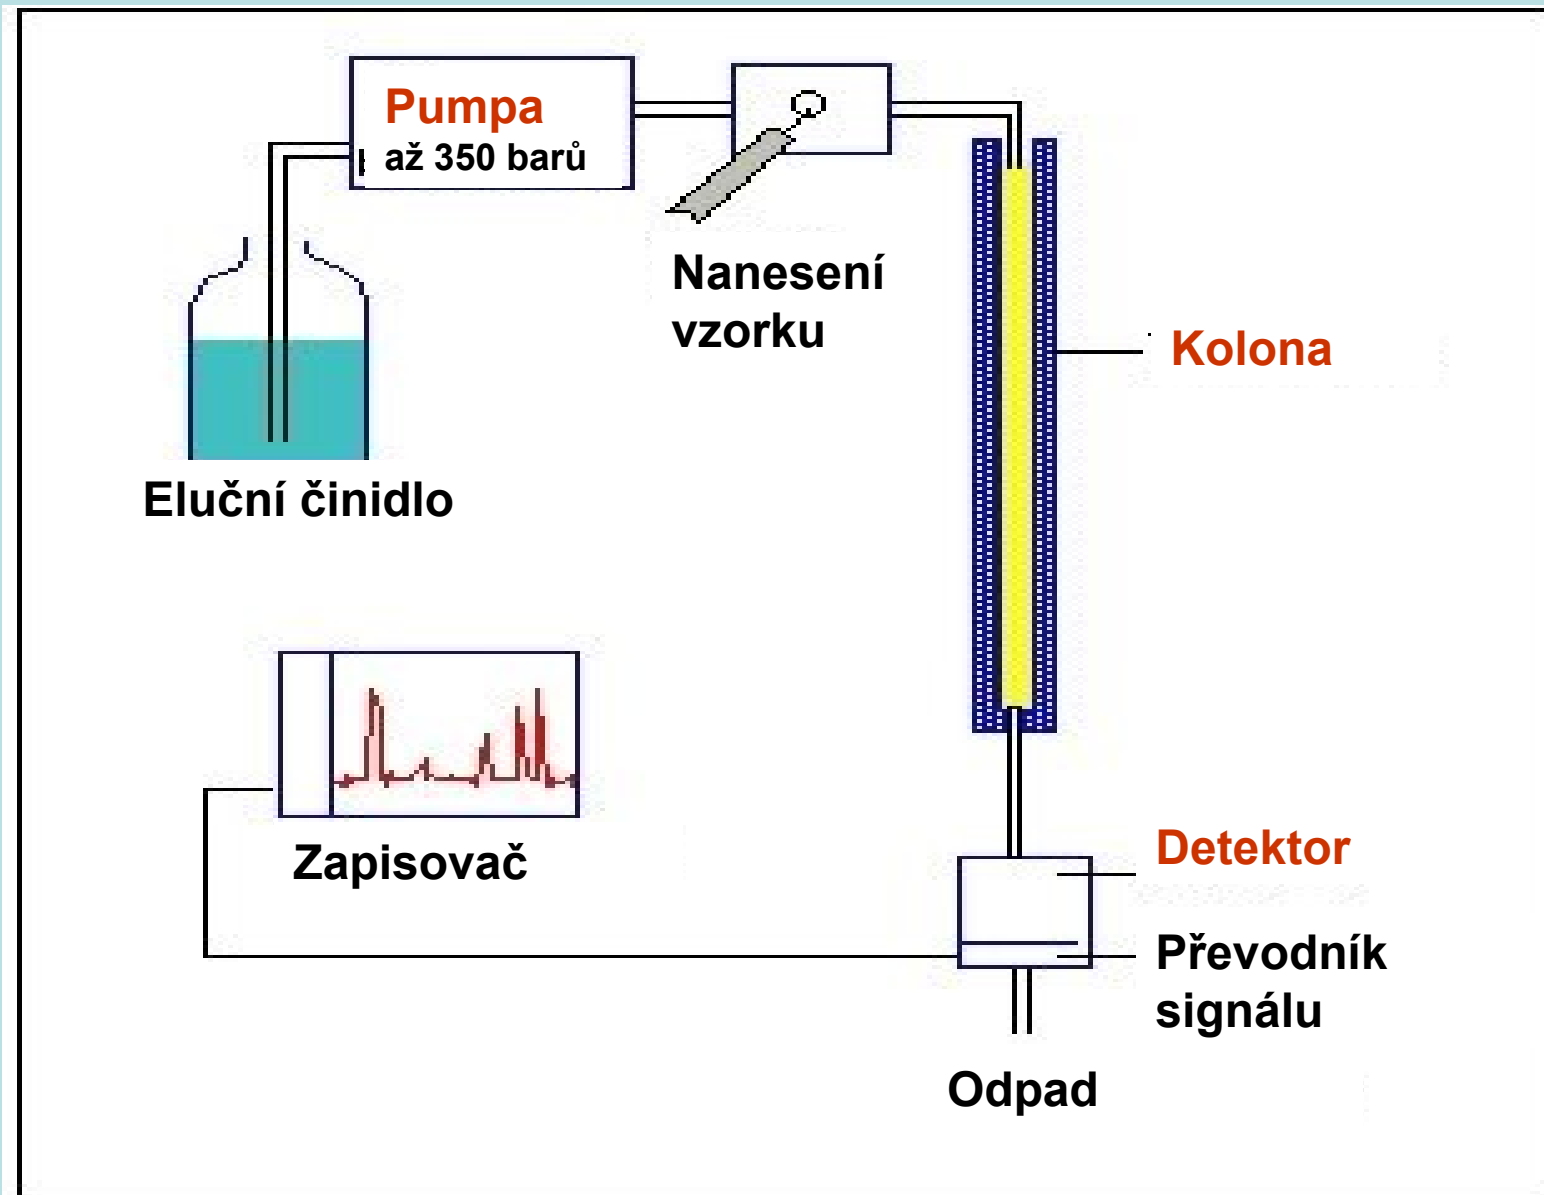 Pumpa
až 350 barů
Nanesení
vzorku
Kolona
Eluční činidlo
Zapisovač
Detektor
Převodník
signálu
Odpad